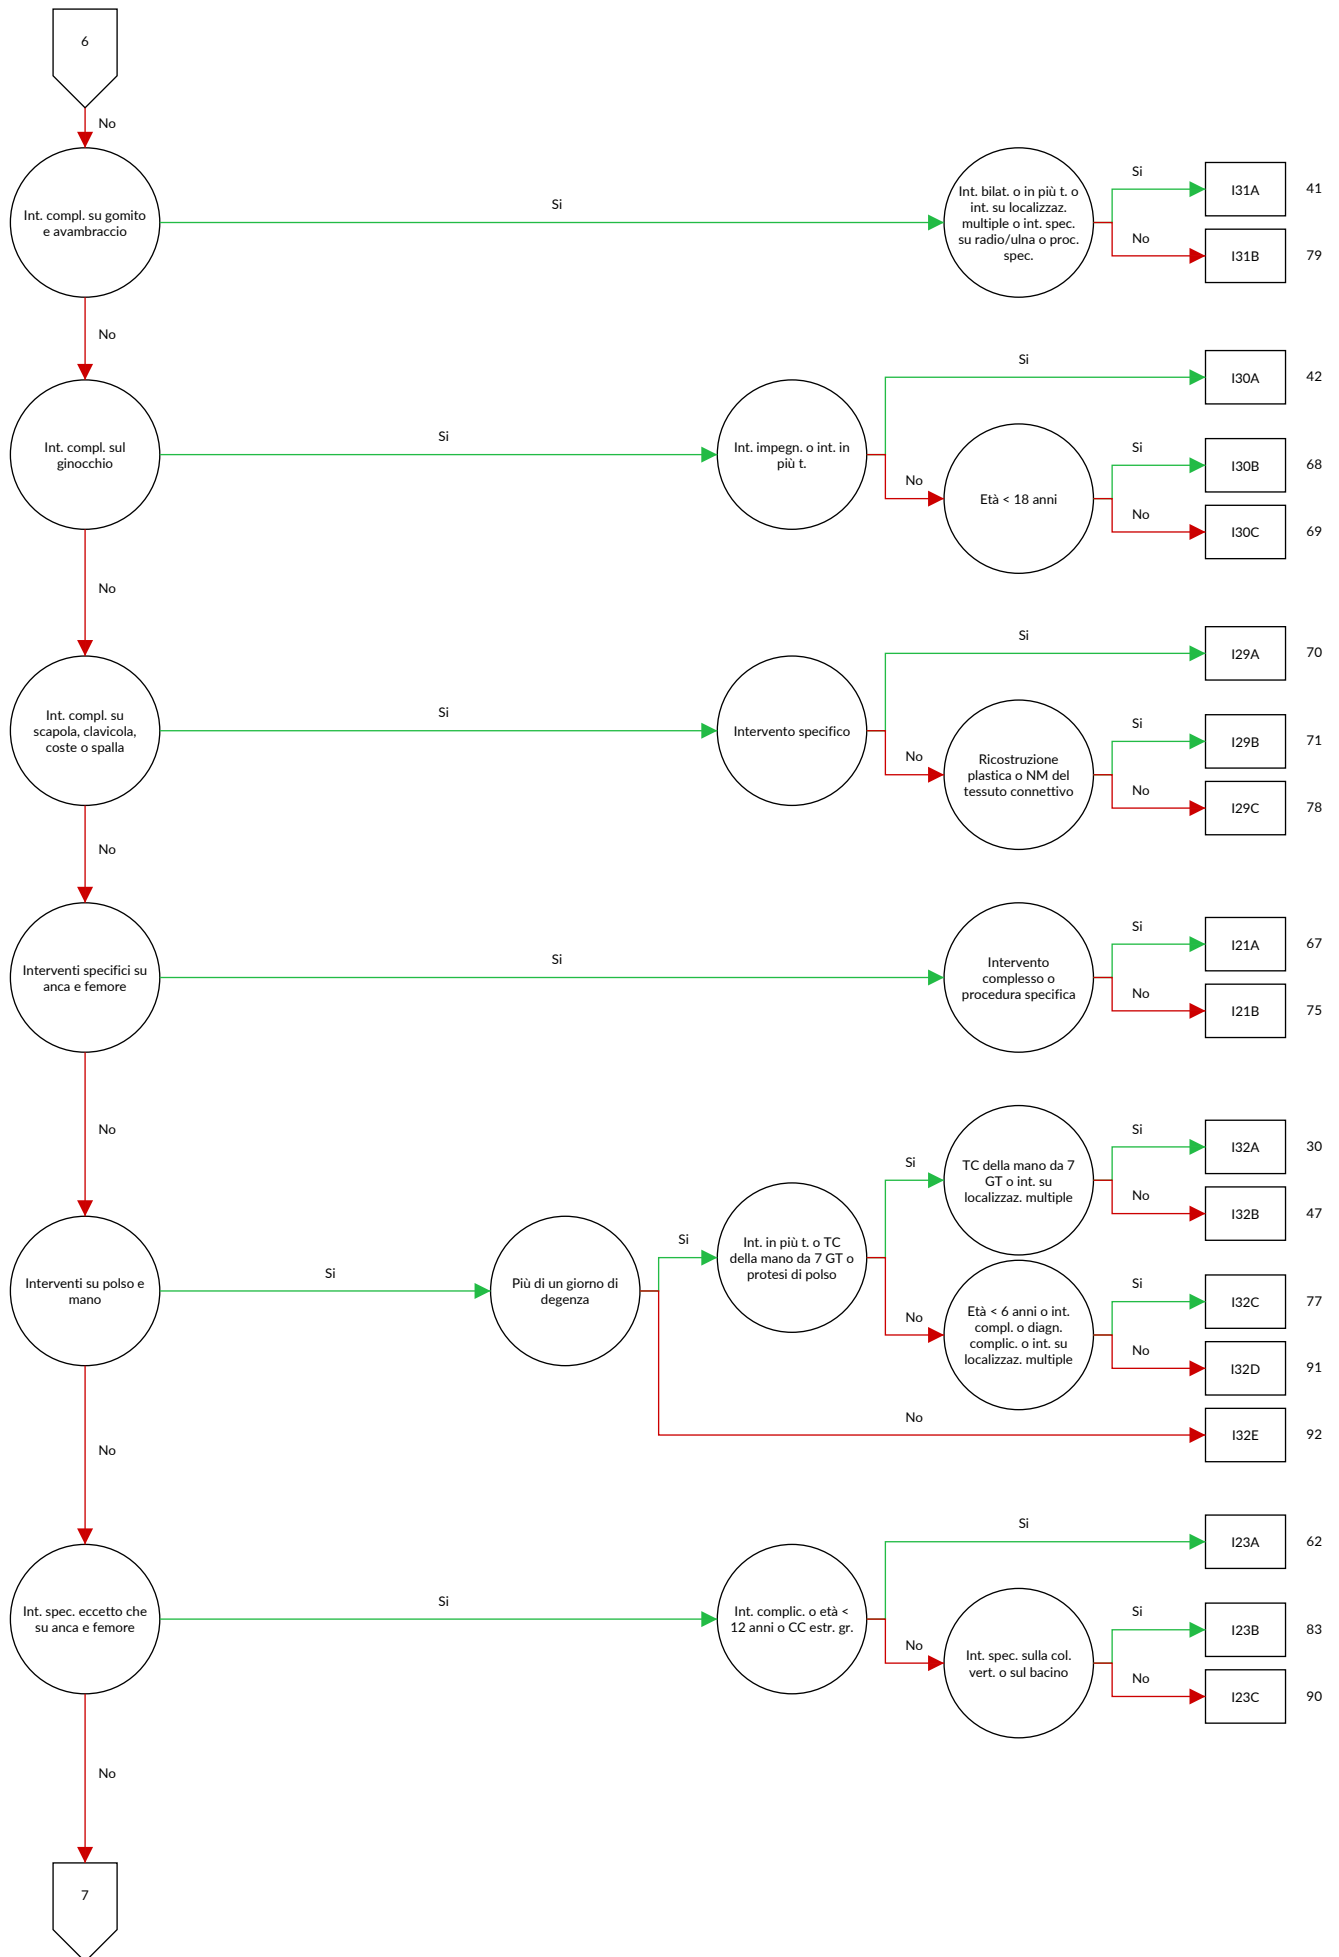 6
No
Int. compl. su gomito
e avambraccio
Si
Int. bilat. o in più t. o
int. su localizzaz.
multiple o int. spec.
su radio/ulna o proc.
spec.
Si
I31A
41
No
I31B
79
No
Int. compl. sul
ginocchio
Si
Int. impegn. o int. in
più t.
Si
I30A
42
No
Età < 18 anni
Si
I30B
68
No
I30C
69
No
Int. compl. su
scapola, clavicola,
coste o spalla
Si
Intervento specifico
Si
I29A
70
No
Ricostruzione
plastica o NM del
tessuto connettivo
Si
I29B
71
No
I29C
78
No
Interventi specifici su
anca e femore
Si
Intervento
complesso o
procedura specifica
Si
I21A
67
No
I21B
75
No
Interventi su polso e
mano
Si
Più di un giorno di
degenza
Si
Int. in più t. o TC
della mano da 7 GT o
protesi di polso
Si
TC della mano da 7
GT o int. su
localizzaz. multiple
Si
I32A
30
No
I32B
47
No
Età < 6 anni o int.
compl. o diagn.
complic. o int. su
localizzaz. multiple
Si
I32C
77
No
I32D
91
No
I32E
92
No
Int. spec. eccetto che
su anca e femore
Si
Int. complic. o età <
12 anni o CC estr. gr.
Si
I23A
62
No
Int. spec. sulla col.
vert. o sul bacino
Si
I23B
83
No
I23C
90
No
7